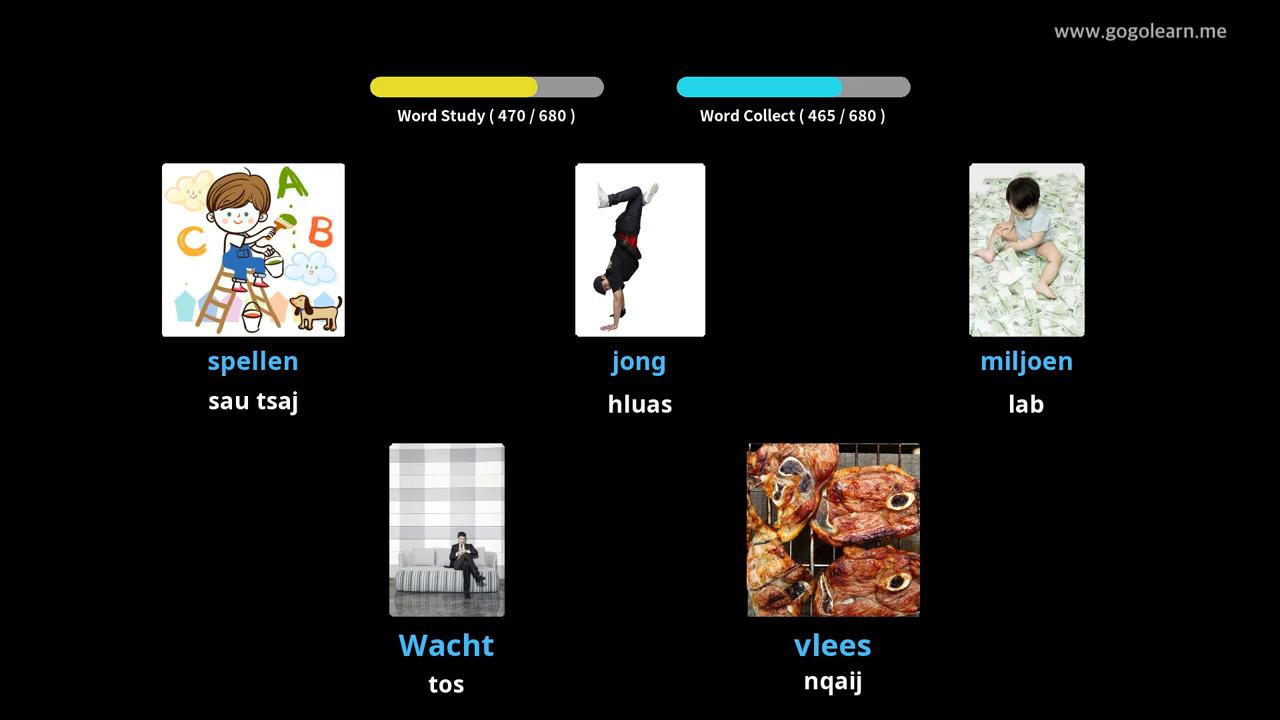 www.gogolearn.me
Word Study ( 470 / 680 )
Word Collect ( 465 / 680 )
A
B
C
spellen
jong
miljoen
sau tsaj
hluas
lab
Wacht
vlees
tos
nqaij